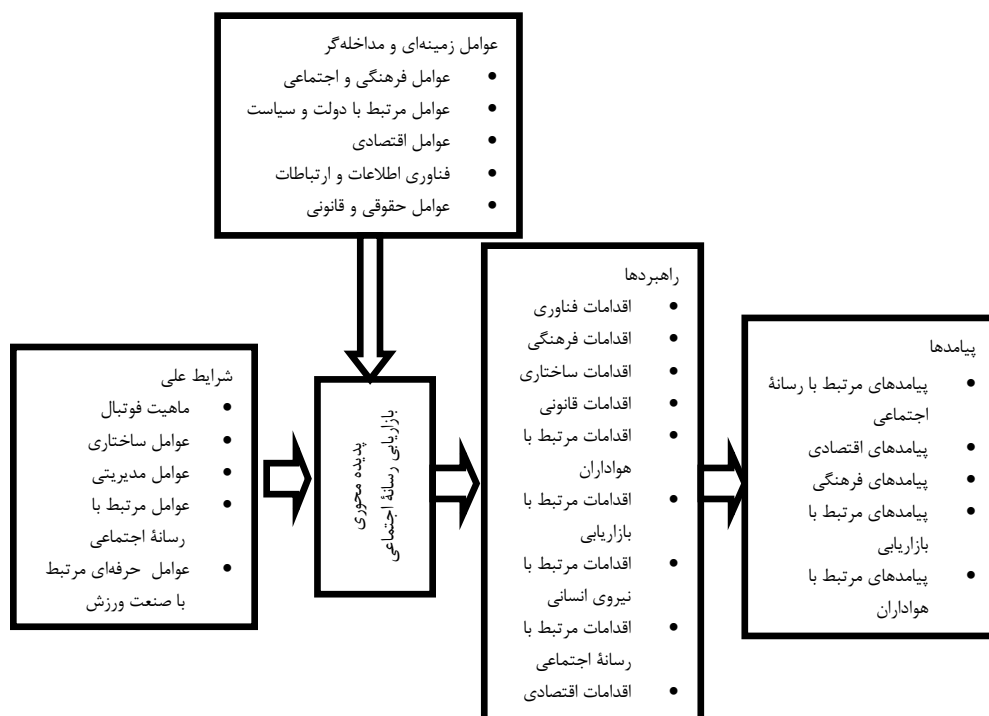 عوامل زمینه‌ای و مداخله‌گر
• عوامل فرهنگی و اجتماعی
• عوامل مرتبط با دولت و سیاست
• عوامل اقتصادی
• فناوری اطلاعات و ارتباطات
• عوامل حقوقی و قانونی
شرایط علی
• ماهیت فوتبال
• عوامل ساختاری
• عوامل مدیریتی
• عوامل مرتبط با
رسانۀ اجتماعی
• عوامل حرفه‌ای مرتبط
با صنعت ورزش
پدیده محوری
بازاریابی رسانۀ اجتماعی
راهبردها
• اقدامات فناوری
• اقدامات فرهنگی
• اقدامات ساختاری
• اقدامات قانونی
• اقدامات مرتبط با
هواداران
• اقدامات مرتبط با
بازاریابی
• اقدامات مرتبط با
نیروی انسانی
• اقدامات مرتبط با
رسانۀ اجتماعی
• اقدامات اقتصادی
پیامدها
• پیامدهای مرتبط با رسانۀ
اجتماعی
• پیامدهای اقتصادی
• پیامدهای فرهنگی
• پیامدهای مرتبط با
بازاریابی
• پیامدهای مرتبط با
هواداران